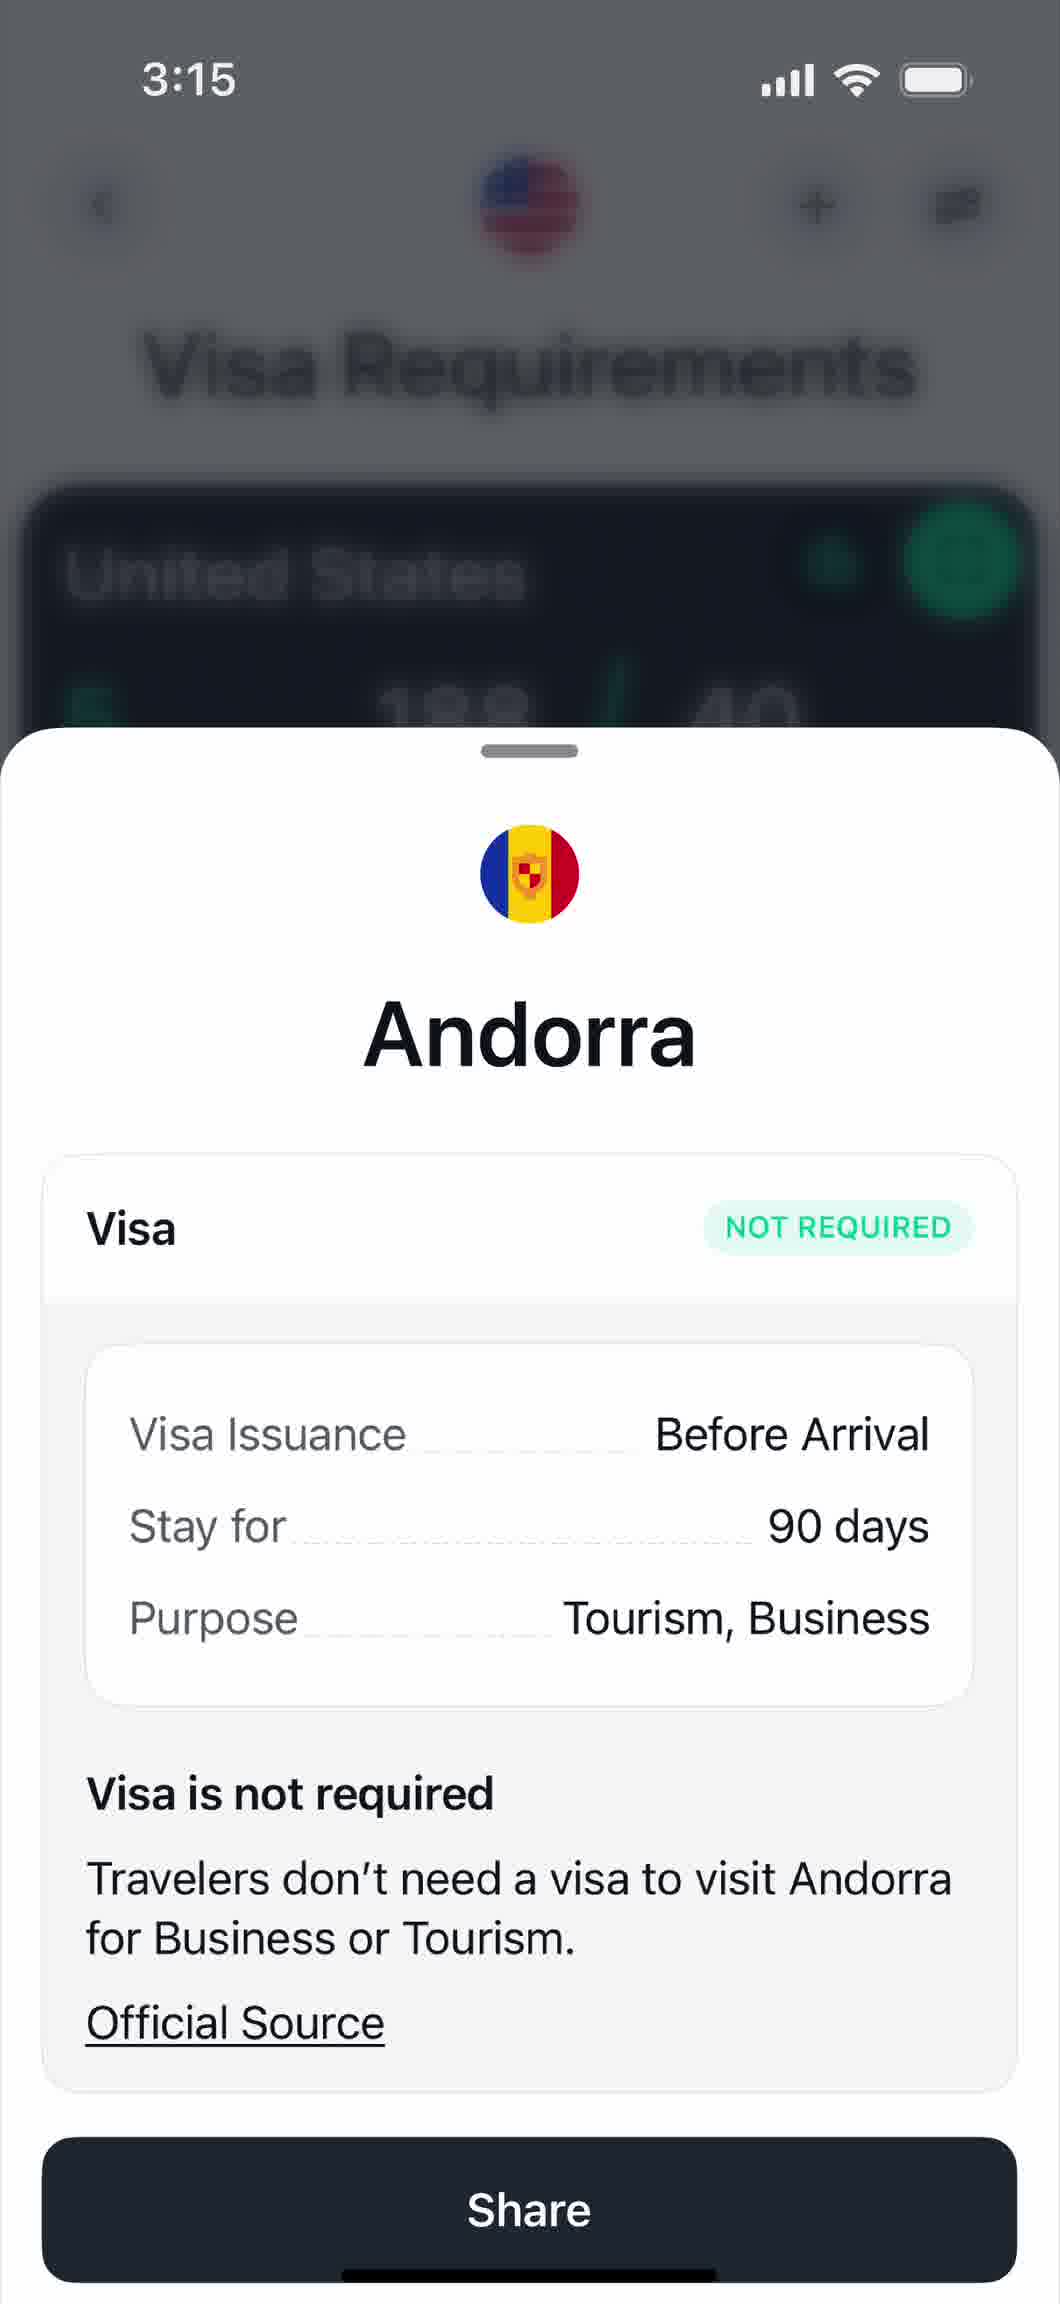 3:15
Visa Requirements
United States
188 / 40
Andorra
Visa
NOT REQUIRED
Visa Issuance Before Arrival
Stay for 90 days
Purpose Tourism, Business
Visa is not required
Travelers don’t need a visa to visit Andorra
for Business or Tourism.
Official Source
Share